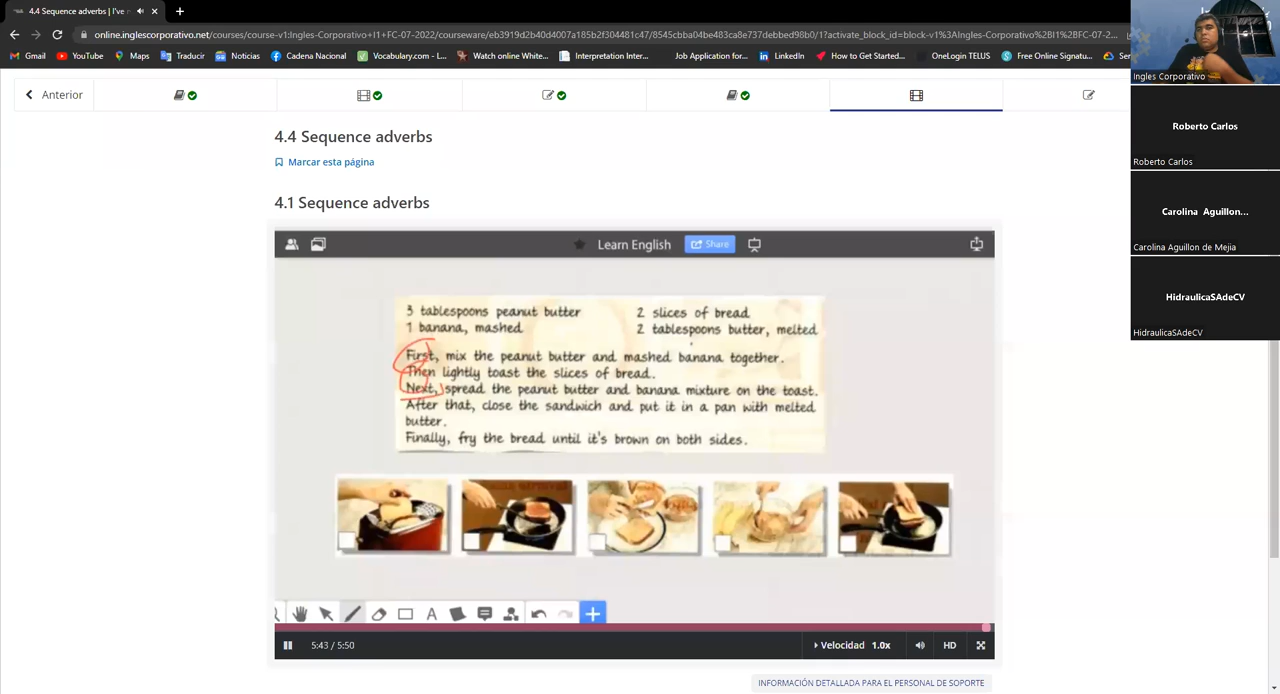 4.4 Sequence adverbs | I've r
online.inglescorporativo.net/courses/course-v1:Ingles-Corporativo+I1+FC-07-2022/courseware/eb3919d2b40d4007a185b2f304481c47/8545cbba04be483ca8e737debbed98b0/1?activate_block_id=block-v1%3AIngles-Corporativo%2BI1%2BFC-07-2...
Gmail YouTube Maps Traducir Noticias Cadena Nacional Vocabulary.com - L... Watch online White... Interpretation Inter... Job Application for... LinkedIn How to Get Started... OneLogin TELUS Free Online Signatu... Ser
Ingles Corporativo
Anterior
Roberto Carlos
Roberto Carlos
4.4 Sequence adverbs
Marcar esta página
4.1 Sequence adverbs
Carolina Aguillon...
Carolina Aguillon de Mejia
Learn English Share
HidraulicaSAdeCV
HidraulicaSAdeCV
3 tablespoons peanut butter 2 slices of bread
1 banana, mashed 2 tablespoons butter, melted
First, mix the peanut butter and mashed banana together.
Then lightly toast the slices of bread.
Next, spread the peanut butter and banana mixture on the toast.
After that, close the sandwich and put it in a pan with melted
butter.
Finally, fry the bread until it's brown on both sides.
A
5:43 / 5:50 Velocidad 1.0x HD
INFORMACIÓN DETALLADA PARA EL PERSONAL DE SOPORTE